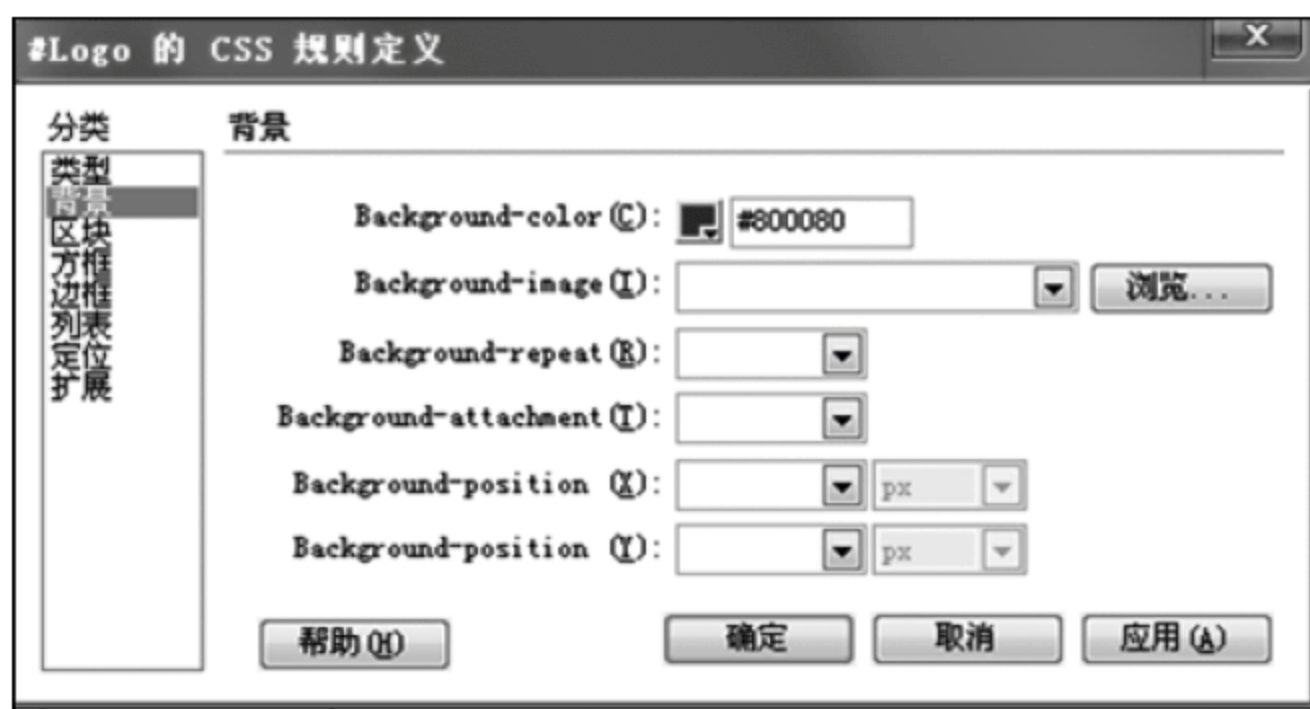 #Logo 的 CSS 规则定义
分类
类型
背景
区块
方框
边框
列表
定位
扩展
背景
Background-color(C): #800080
Background-image(I): 浏览...
Background-repeat(R):
Background-attachment(T):
Background-position (X): px
Background-position (Y): px
帮助(H) 确定 取消 应用(A)